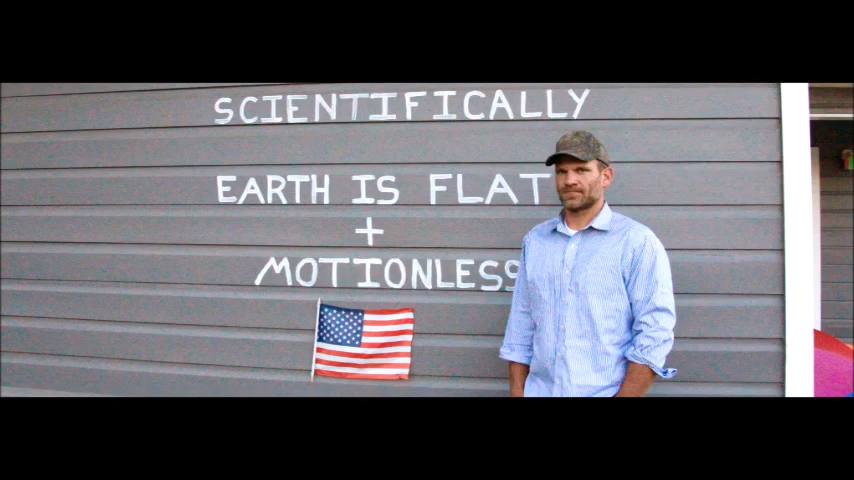 SCIENTIFICALLY
EARTH IS FLAT
+
MOTIONLESS